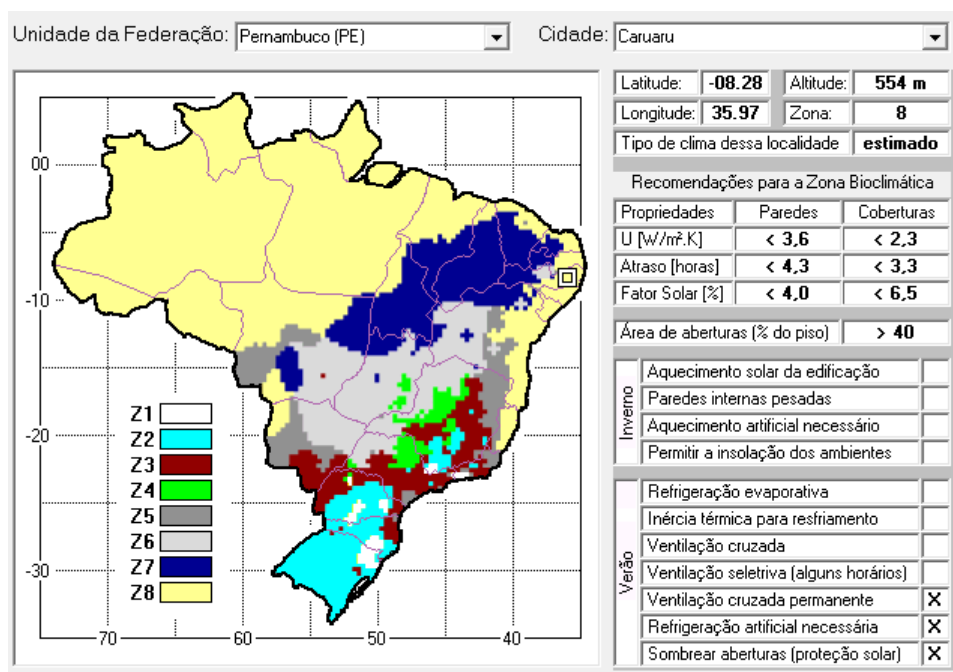 Unidade da Federação: Pernambuco (PE) Cidade: Caruaru
Latitude: -08.28 Altitude: 554 m
Longitude: 35.97 Zona: 8
Tipo de clima dessa localidade estimado
Recomendações para a Zona Bioclimática
Propriedades Paredes Coberturas
U [W/m².K] < 3,6 < 2,3
Atraso [horas] < 4,3 < 3,3
Fator Solar [%] < 4,0 < 6,5
Área de aberturas (% do piso) > 40
Inverno
Aquecimento solar da edificação
Paredes internas pesadas
Aquecimento artificial necessário
Permitir a insolação dos ambientes
Verão
Refrigeração evaporativa
Inércia térmica para resfriamento
Ventilação cruzada
Ventilação seletriva (alguns horários)
Ventilação cruzada permanente X
Refrigeração artificial necessária X
Sombrear aberturas (proteção solar) X
00
-10
-20
-30
-70 60 50 40
Z1
Z2
Z3
Z4
Z5
Z6
Z7
Z8